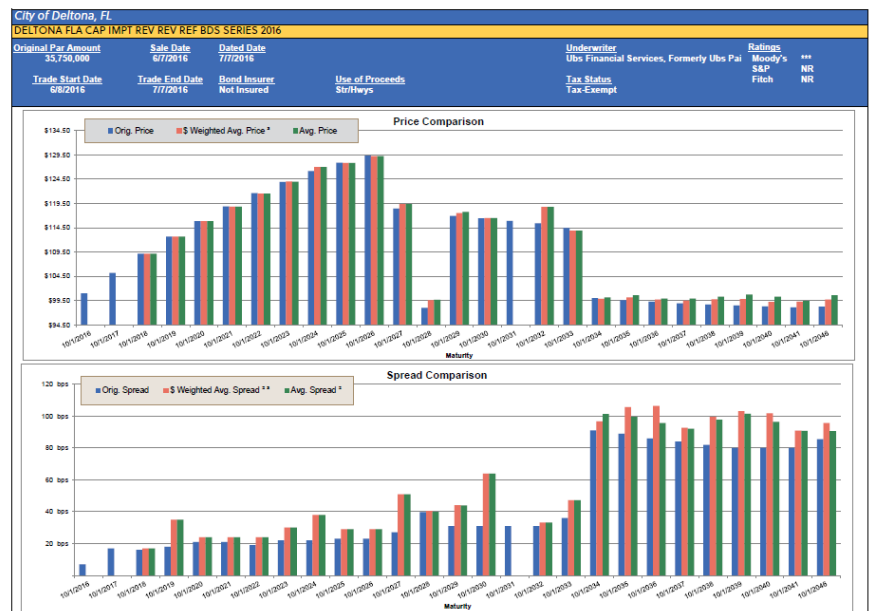 City of Deltona, FL
DELTONA FLA CAP IMPT REV REV REF BDS SERIES 2016
Original Par Amount Sale Date Dated Date Underwriter Ratings
35,750,000 6/7/2016 7/7/2016 Ubs Financial Services, Formerly Ubs Pai Moody's ***
S&P NR
Trade Start Date Trade End Date Bond Insurer Use of Proceeds Tax Status Fitch NR
6/8/2016 7/7/2016 Not Insured Str/Hwys Tax-Exempt
Price Comparison
Orig. Price $ Weighted Avg. Price ² Avg. Price
$134.50
$129.50
$124.50
$119.50
$114.50
$109.50
$104.50
$99.50
$94.50
10/1/2016 10/1/2017 10/1/2018 10/1/2019 10/1/2020 10/1/2021 10/1/2022 10/1/2023 10/1/2024 10/1/2025 10/1/2026 10/1/2027 10/1/2028 10/1/2029 10/1/2030 10/1/2031 10/1/2032 10/1/2033 10/1/2034 10/1/2035 10/1/2036 10/1/2037 10/1/2038 10/1/2039 10/1/2040 10/1/2041 10/1/2046
Maturity
Spread Comparison
Orig. Spread $ Weighted Avg. Spread Avg. Spread
120 bps
100 bps
80 bps
60 bps
40 bps
20 bps
10/1/2016 10/1/2017 10/1/2018 10/1/2019 10/1/2020 10/1/2021 10/1/2022 10/1/2023 10/1/2024 10/1/2025 10/1/2026 10/1/2027 10/1/2028 10/1/2029 10/1/2030 10/1/2031 10/1/2032 10/1/2033 10/1/2034 10/1/2035 10/1/2036 10/1/2037 10/1/2038 10/1/2039 10/1/2040 10/1/2041 10/1/2046
Maturity